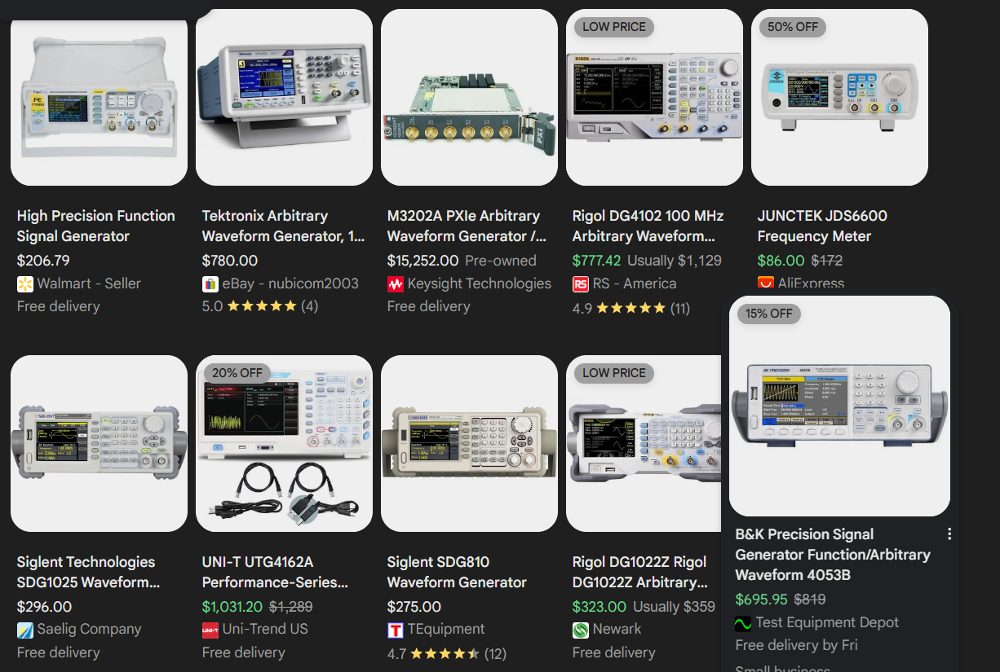 LOW PRICE
50% OFF
High Precision Function
Signal Generator
$206.79
Walmart - Seller
Free delivery
Tektronix Arbitrary
Waveform Generator, 1...
$780.00
eBay - nubicom2003
5.0 ★★★★★ (4)
M3202A PXIe Arbitrary
Waveform Generator /...
$15,252.00 Pre-owned
Keysight Technologies
Free delivery
Rigol DG4102 100 MHz
Arbitrary Waveform...
$777.42 Usually $1,129
RS - America
4.9 ★★★★★ (11)
JUNCTEK JDS6600
Frequency Meter
$86.00 $172
AliExpress
20% OFF
LOW PRICE
15% OFF
Siglent Technologies
SDG1025 Waveform...
$296.00
Saelig Company
Free delivery
UNI-T UTG4162A
Performance-Series...
$1,031.20 $1,289
Uni-Trend US
Free delivery
Siglent SDG810
Waveform Generator
$275.00
TEquipment
4.7 ★★★★★ (12)
Rigol DG1022Z Rigol
DG1022Z Arbitrary...
$323.00 Usually $359
Newark
Free delivery
B&K Precision Signal
Generator Function/Arbitrary
Waveform 4053B
$695.95 $819
Test Equipment Depot
Free delivery by Fri
Small business